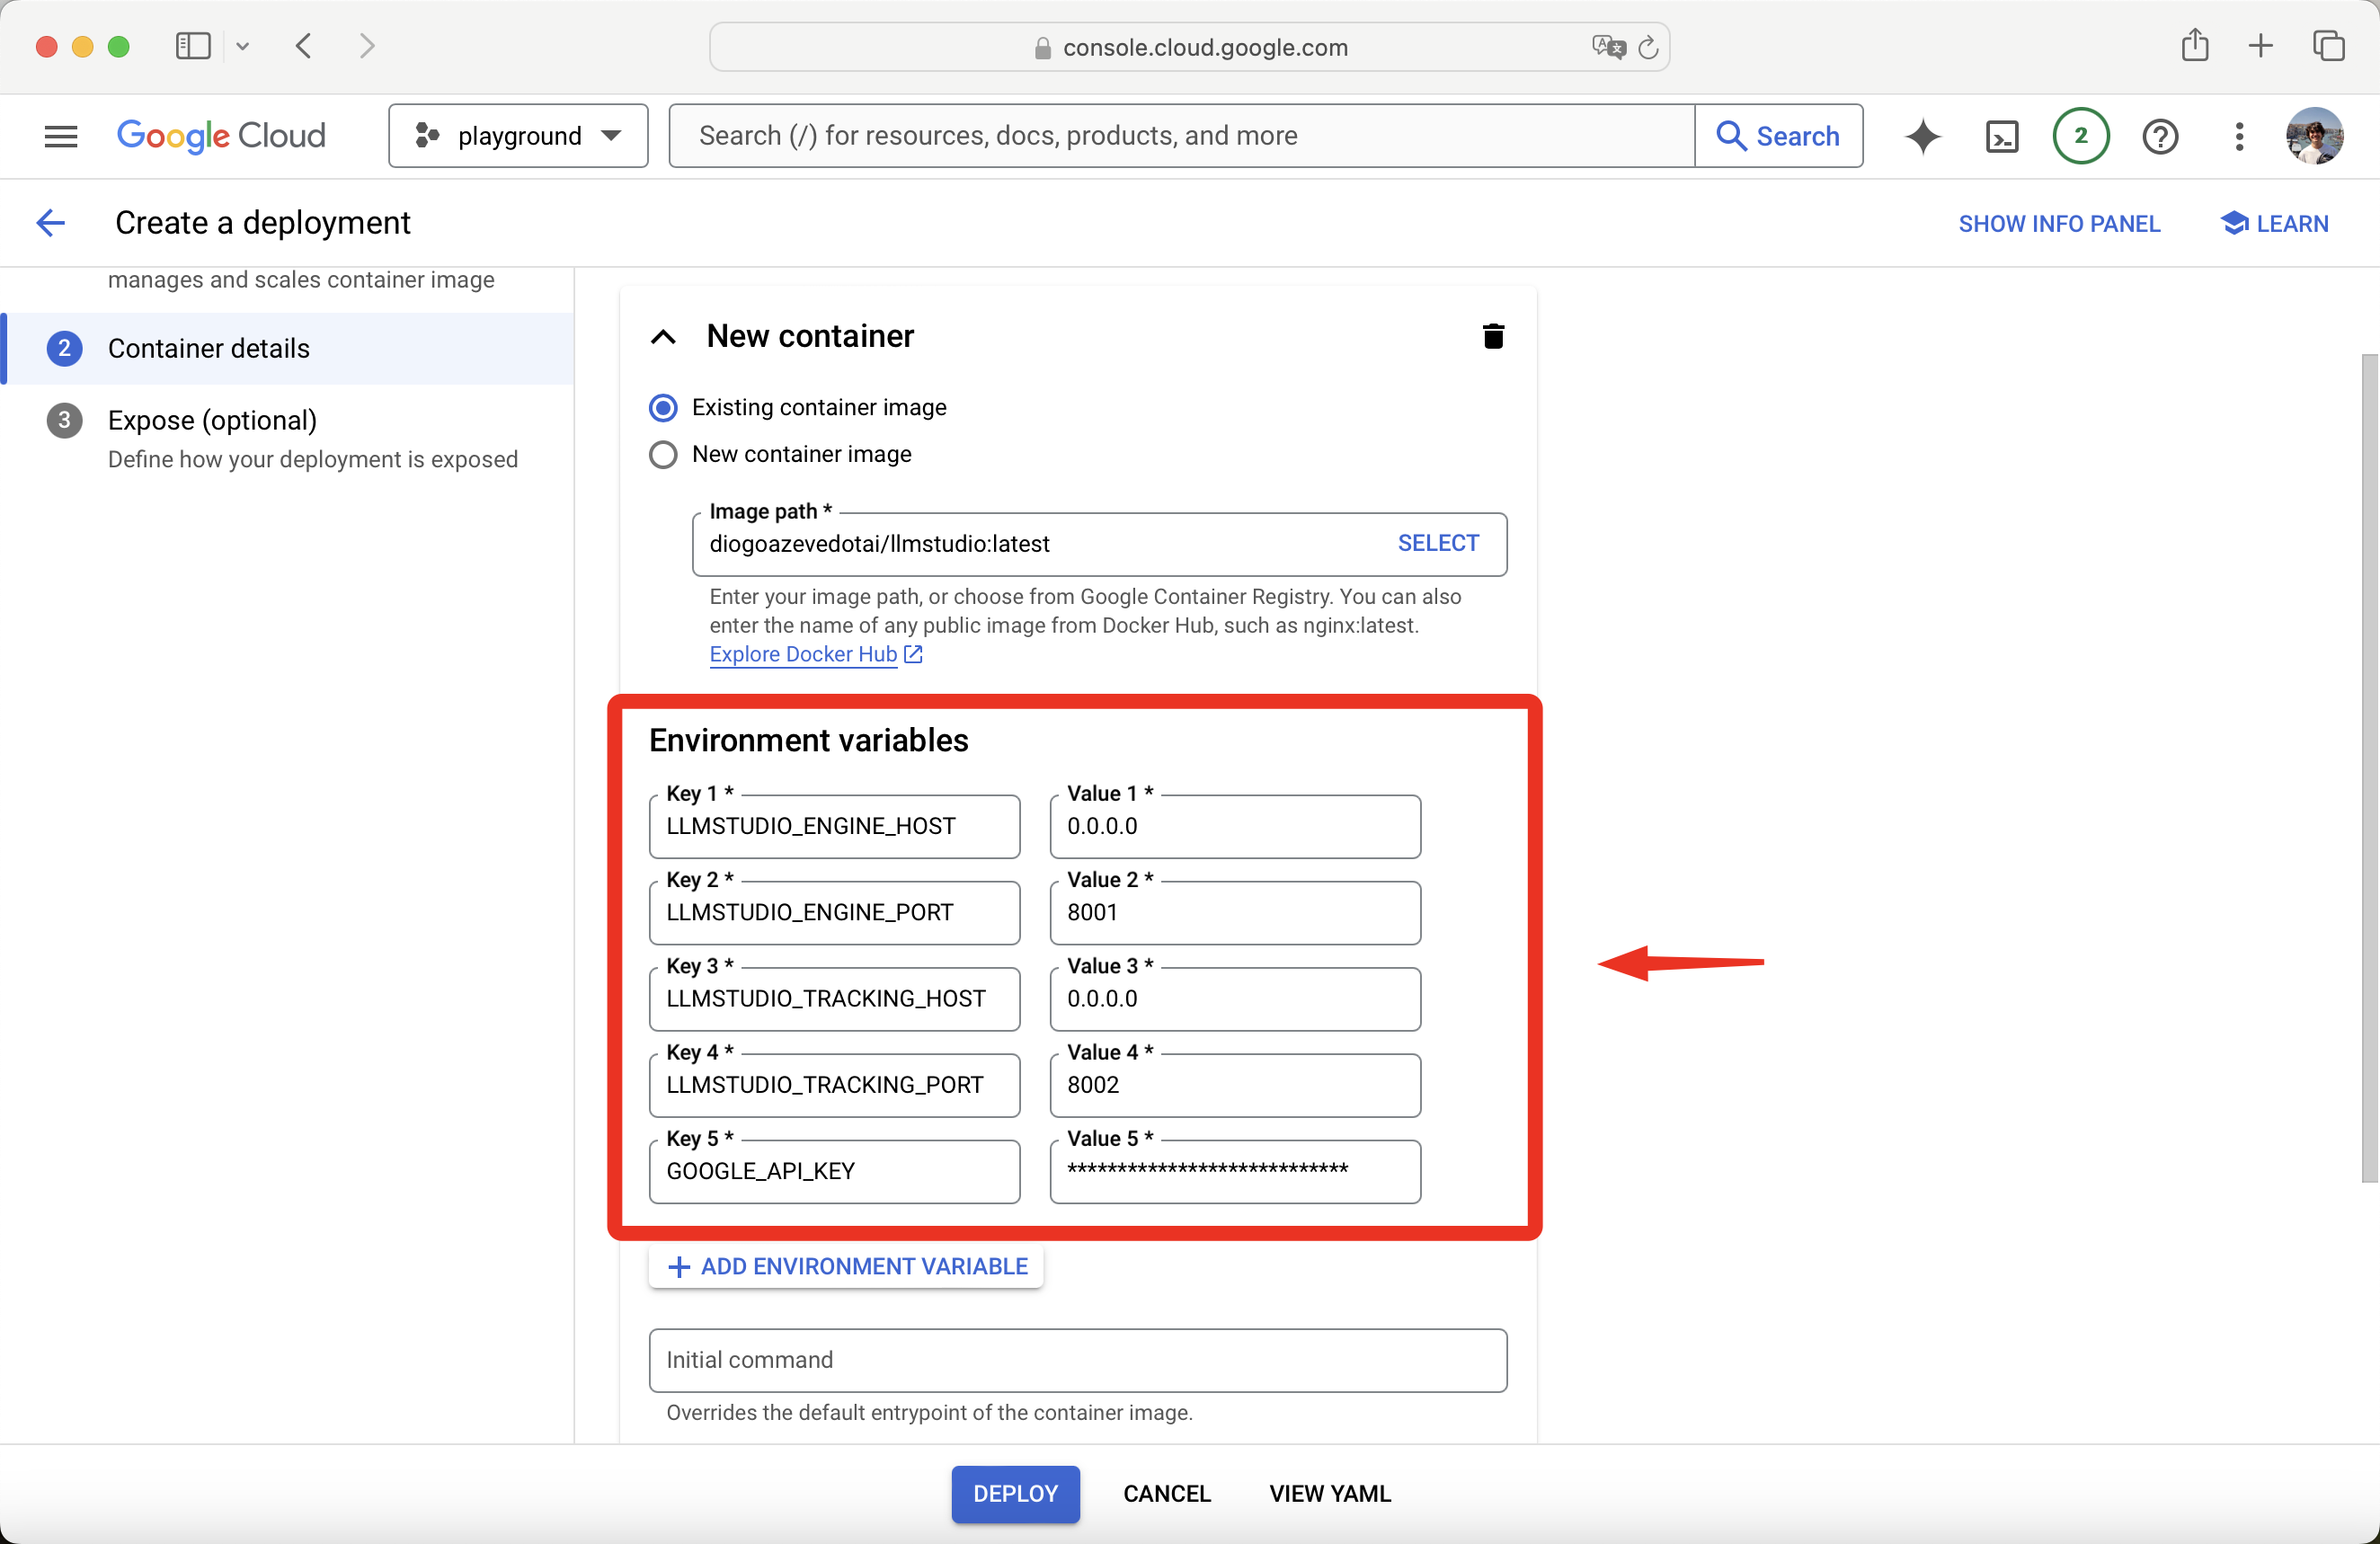 console.cloud.google.com
Google Cloud
playground
Search (/) for resources, docs, products, and more
Search
2
Create a deployment
SHOW INFO PANEL
LEARN
manages and scales container image
2 Container details
3 Expose (optional)
Define how your deployment is exposed
New container
Existing container image
New container image
Image path *
diogoazevedotai/llmstudio:latest
SELECT
Enter your image path, or choose from Google Container Registry. You can also
enter the name of any public image from Docker Hub, such as nginx:latest.
Explore Docker Hub
Environment variables
Key 1 * Value 1 *
LLMSTUDIO_ENGINE_HOST 0.0.0.0
Key 2 * Value 2 *
LLMSTUDIO_ENGINE_PORT 8001
Key 3 * Value 3 *
LLMSTUDIO_TRACKING_HOST 0.0.0.0
Key 4 * Value 4 *
LLMSTUDIO_TRACKING_PORT 8002
Key 5 * Value 5 *
GOOGLE_API_KEY ****************************
ADD ENVIRONMENT VARIABLE
Initial command
Overrides the default entrypoint of the container image.
DEPLOY
CANCEL
VIEW YAML